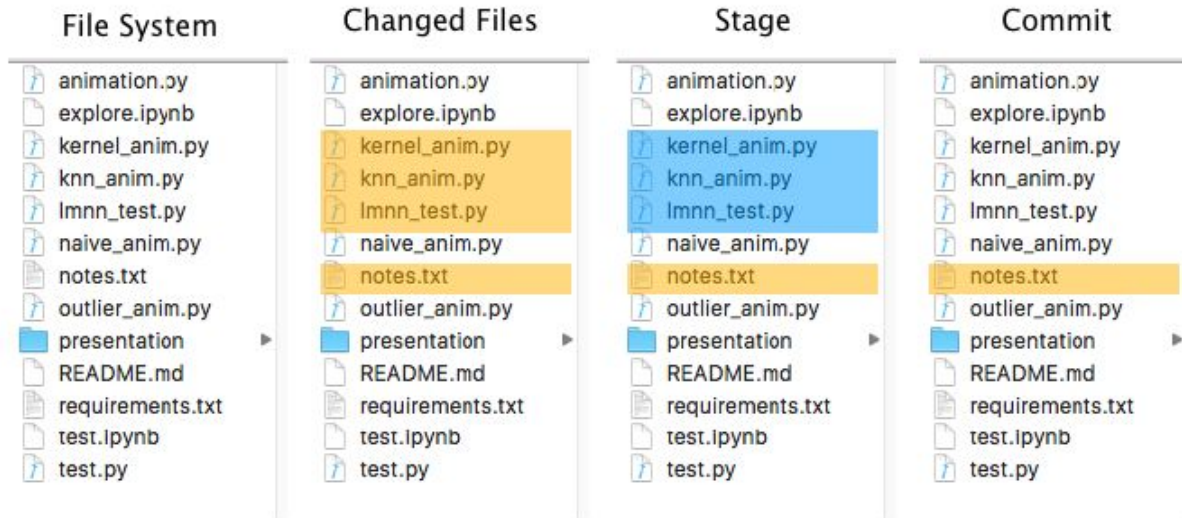 File System
animation.py
explore.ipynb
kernel_anim.py
knn_anim.py
lmnn_test.py
naive_anim.py
notes.txt
outlier_anim.py
presentation
README.md
requirements.txt
test.ipynb
test.py
Changed Files
animation.py
explore.ipynb
kernel_anim.py
knn_anim.py
lmnn_test.py
naive_anim.py
notes.txt
outlier_anim.py
presentation
README.md
requirements.txt
test.ipynb
test.py
Stage
animation.py
explore.ipynb
kernel_anim.py
knn_anim.py
lmnn_test.py
naive_anim.py
notes.txt
outlier_anim.py
presentation
README.md
requirements.txt
test.ipynb
test.py
Commit
animation.py
explore.ipynb
kernel_anim.py
knn_anim.py
lmnn_test.py
naive_anim.py
notes.txt
outlier_anim.py
presentation
README.md
requirements.txt
test.ipynb
test.py